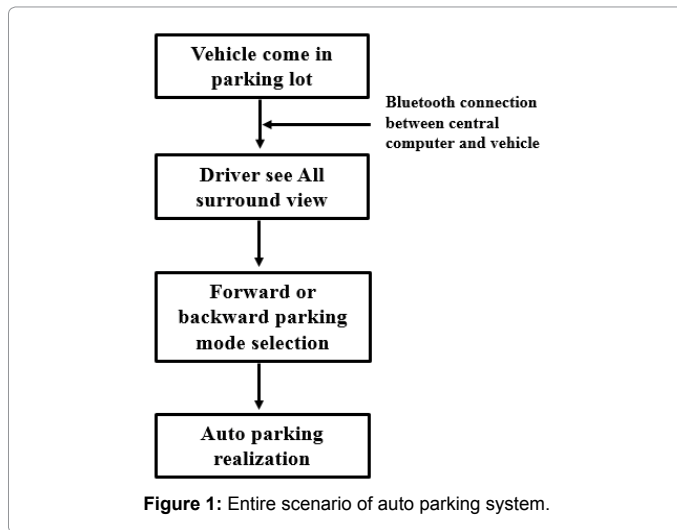 Vehicle come in
parking lot
Bluetooth connection
between central
computer and vehicle
Driver see All
surround view
Forward or
backward parking
mode selection
Auto parking
realization
Figure 1: Entire scenario of auto parking system.